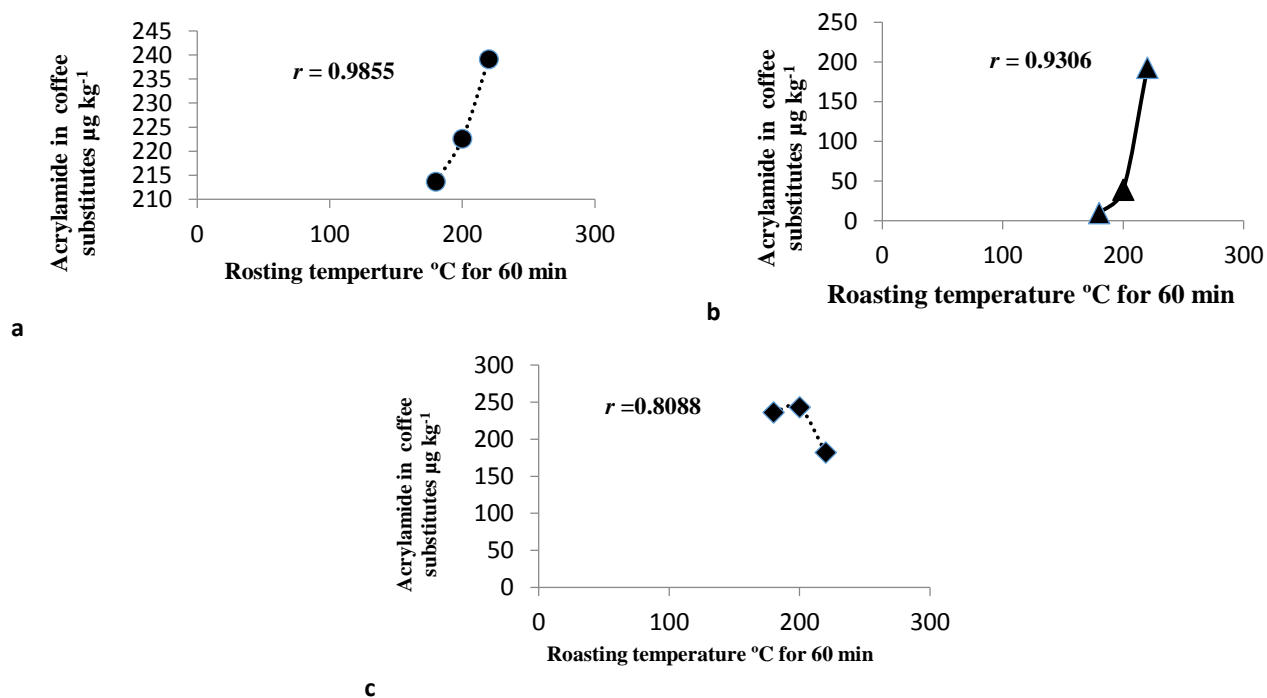 Acrylamide in coffee
substitutes µg kg-1
245
240
235
230
225
220
215
210
0 100 200 300
r = 0.9855
Rosting temperture ºC for 60 min
a
Acrylamide in coffee
substitutes µg kg-1
250
200
150
100
50
0
0 100 200 300
r = 0.9306
Roasting temperature ºC for 60 min
b
Acrylamide in coffee
substitutes µg kg-1
300
250
200
150
100
50
0
0 100 200 300
r =0.8088
Roasting temperature ºC for 60 min
c